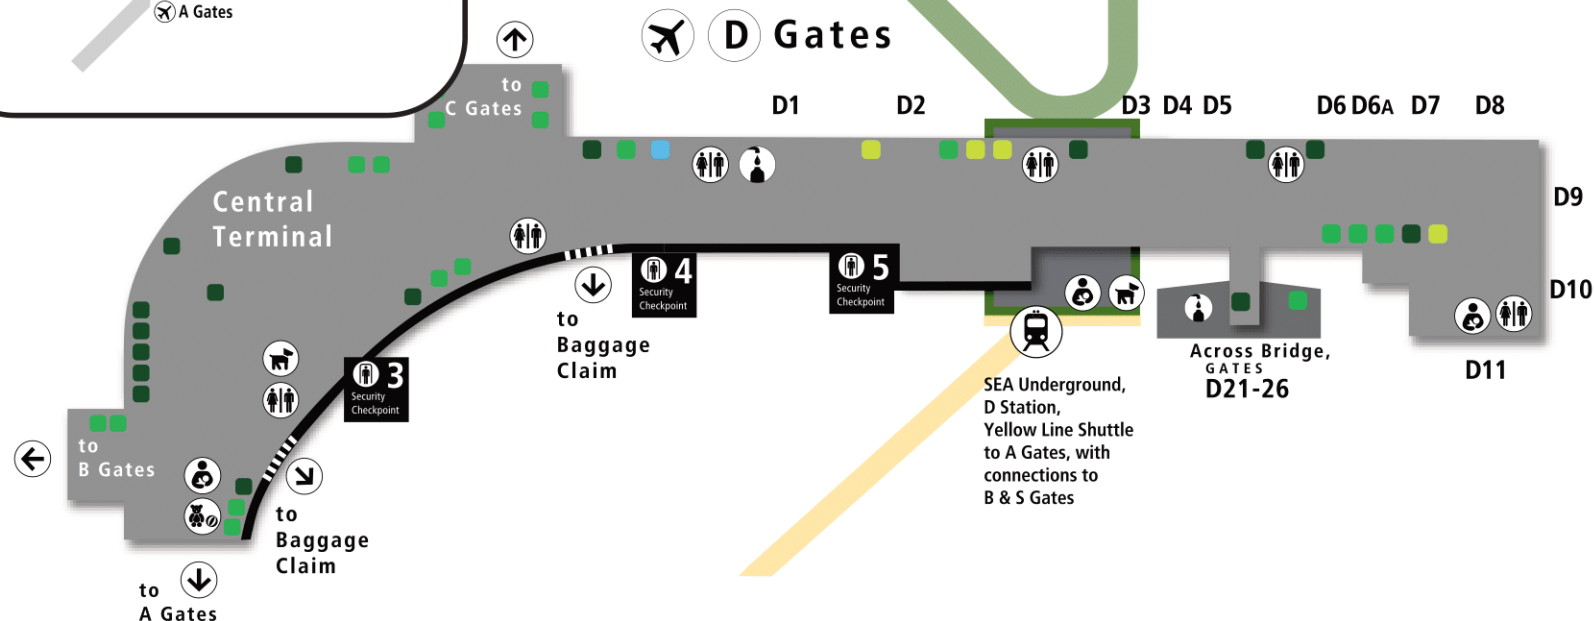 A Gates
D Gates
to
C Gates
D1
D2
D3
D4
D5
D6
D6A
D7
D8
Central
Terminal
D9
4
Security
Checkpoint
5
Security
Checkpoint
D10
to
Baggage
Claim
Across Bridge,
GATES
D21-26
D11
3
Security
Checkpoint
SEA Underground,
D Station,
Yellow Line Shuttle
to A Gates, with
connections to
B & S Gates
to
B Gates
to
Baggage
Claim
to
A Gates